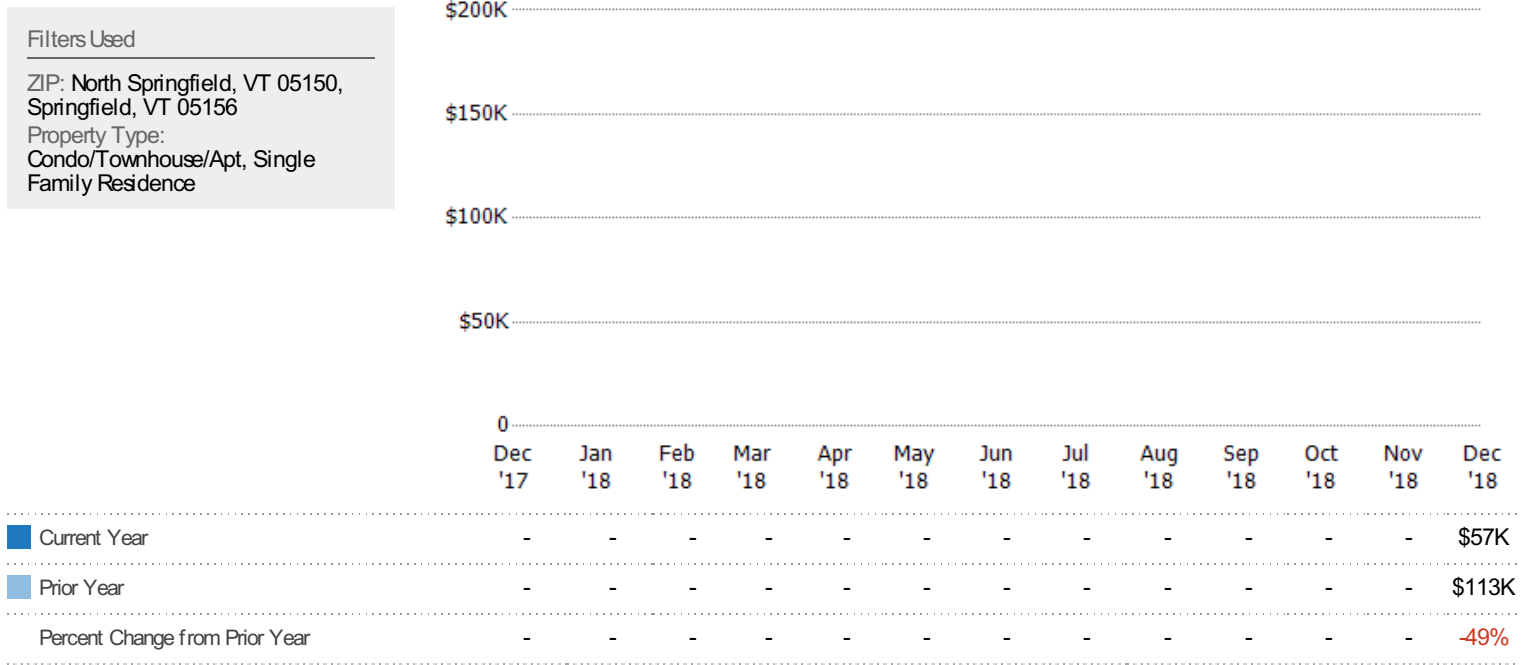 Filters Used
ZIP: North Springfield, VT 05150,
Springfield, VT 05156
Property Type:
Condo/Townhouse/Apt, Single
Family Residence
$200K
$150K
$100K
$50K
0
Dec Jan Feb Mar Apr May Jun Jul Aug Sep Oct Nov Dec
'17 '18 '18 '18 '18 '18 '18 '18 '18 '18 '18 '18 '18
Current Year - - - - - - - - - - - - $57K
Prior Year - - - - - - - - - - - - $113K
Percent Change from Prior Year - - - - - - - - - - - - -49%